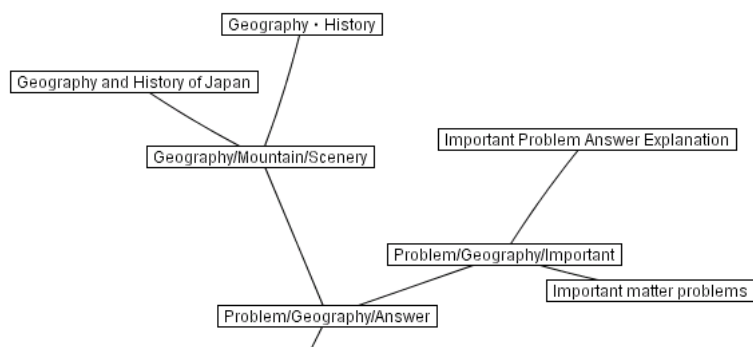 Geography・History
Geography and History of Japan
Important Problem Answer Explanation
Geography/Mountain/Scenery
Problem/Geography/Important
Important matter problems
Problem/Geography/Answer